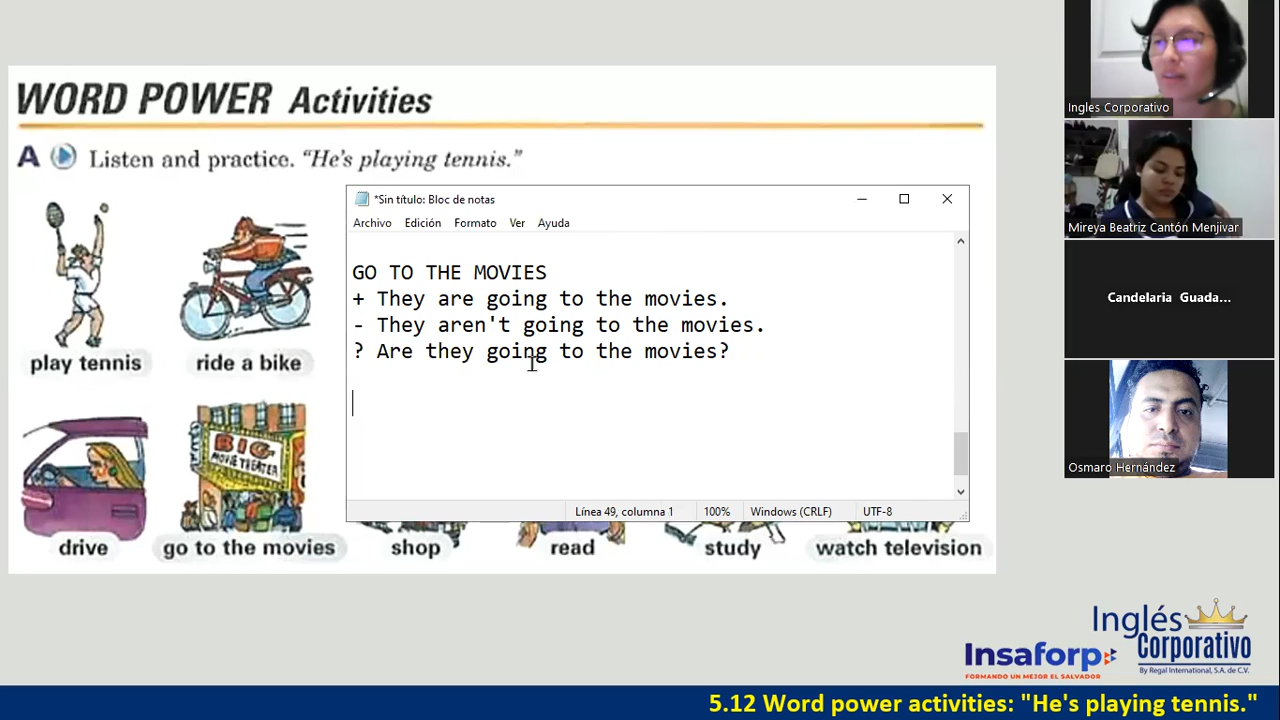 WORD POWER Activities
A Listen and practice. "He's playing tennis."
*Sin título: Bloc de notas
Archivo Edición Formato Ver Ayuda
GO TO THE MOVIES
+ They are going to the movies.
- They aren't going to the movies.
? Are they going to the movies?
Línea 49, columna 1 100% Windows (CRLF) UTF-8
play tennis ride a bike
BIG
MOVIE THEATER
drive go to the movies shop read study watch television
Ingles Corporativo
Mireya Beatriz Cantón Menjivar
Candelaria Guada...
Osmaro Hernández
Inglés
Corporativo
By Regal International, S.A. de C.V.
Insaforp
FORMANDO UN MEJOR EL SALVADOR
5.12 Word power activities: "He's playing tennis."